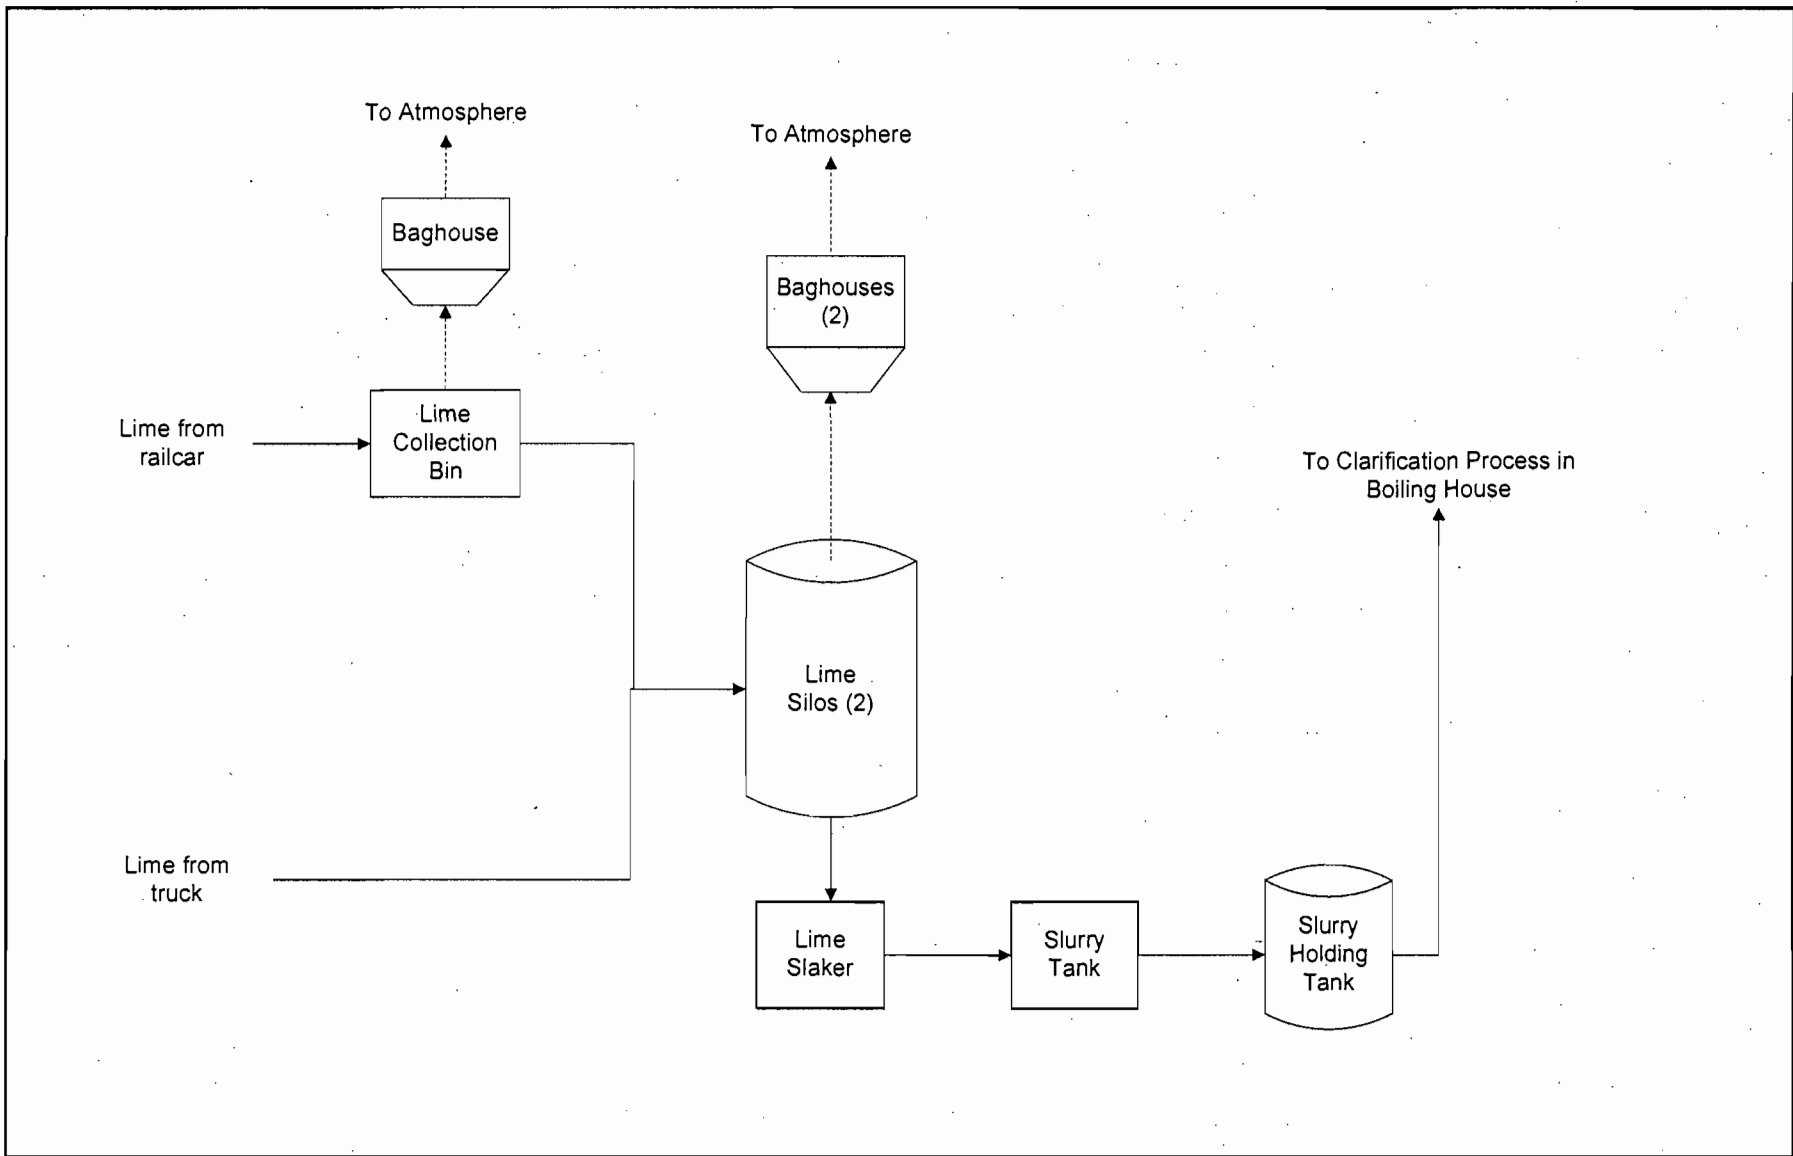 To Atmosphere
To Atmosphere
Baghouse
Baghouses
(2)
Lime
Collection
Bin
Lime from
railcar
To Clarification Process in
Boiling House
Lime
Silos (2)
Lime from
truck
Lime
Slaker
Slurry
Tank
Slurry
Holding
Tank